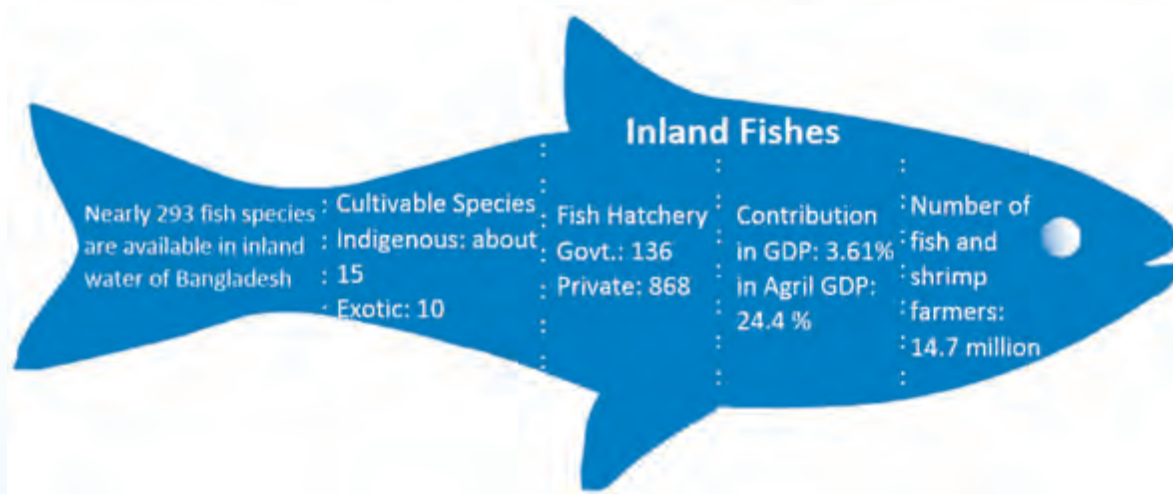 Inland Fishes
Nearly 293 fish species
are available in inland
water of Bangladesh
Cultivable Species
Indigenous: about
15
Exotic: 10
Fish Hatchery
Govt.: 136
Private: 868
Contribution
in GDP: 3.61%
in Agril GDP:
24.4 %
Number of
fish and
shrimp
farmers:
14.7 million